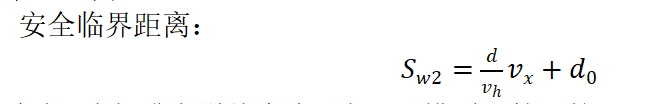 安全临界距离：
S_{w2} = \frac{d}{v_h} v_x + d_0